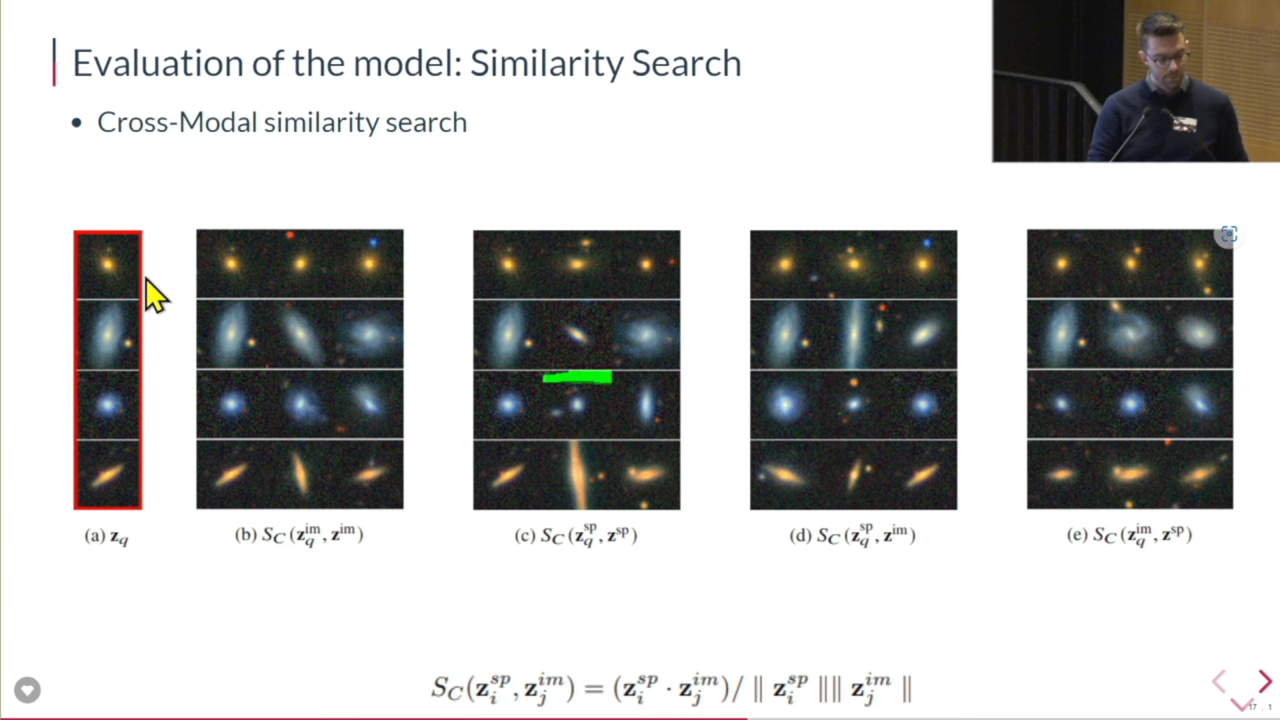 Evaluation of the model: Similarity Search
• Cross-Modal similarity search
(a) z_q
(b) S_C(z_q^im, z^im)
(c) S_C(z_q^sp, z^sp)
(d) S_C(z_q^sp, z^im)
(e) S_C(z_q^im, z^sp)
S_C(z_i^sp, z_j^im) = (z_i^sp · z_j^im)/ ‖ z_i^sp ‖‖ z_j^im ‖
17 . 1